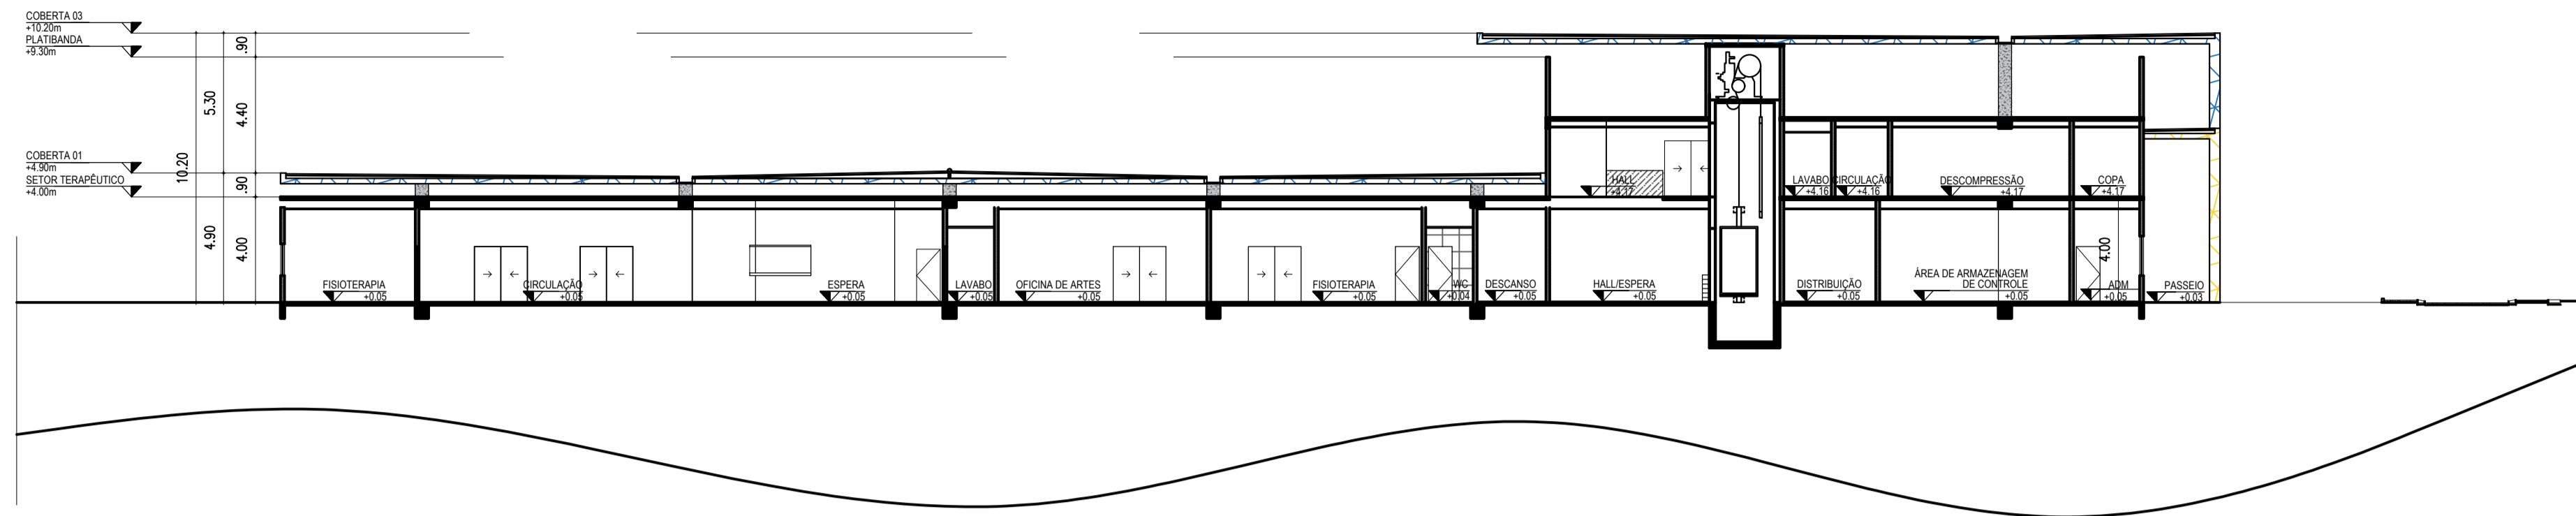 COBERTA 03
+10.20m
PLATIBANDA
+9.30m
COBERTA 01
+4.90m
SETOR TERAPÊUTICO
+4.00m
10.20
5.30
4.90
.90
4.40
.90
4.00
HALL
+4.17
LAVABO
+4.16
CIRCULAÇÃO
+4.16
DESCOMPRESSÃO
+4.17
COPA
+4.17
FISIOTERAPIA
+0.05
CIRCULAÇÃO
+0.05
ESPERA
+0.05
LAVABO
+0.05
OFICINA DE ARTES
+0.05
FISIOTERAPIA
+0.05
WC
+0.04
DESCANSO
+0.05
HALL/ESPERA
+0.05
DISTRIBUIÇÃO
+0.05
ÁREA DE ARMAZENAGEM
DE CONTROLE
+0.05
4.00
ADM
+0.05
PASSEIO
+0.03